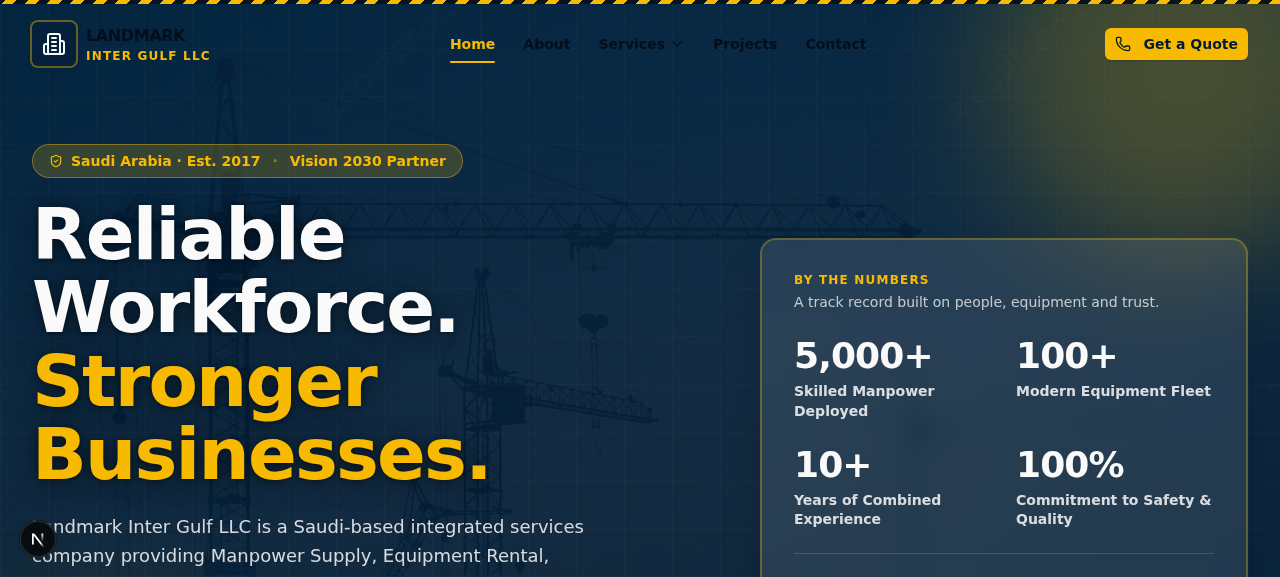 LANDMARK
INTER GULF LLC
Home
About
Services
Projects
Contact
Get a Quote
Saudi Arabia · Est. 2017 · Vision 2030 Partner
Reliable
Workforce.
Stronger
Businesses.
Landmark Inter Gulf LLC is a Saudi-based integrated services
company providing Manpower Supply, Equipment Rental,
BY THE NUMBERS
A track record built on people, equipment and trust.
5,000+
Skilled Manpower
Deployed
100+
Modern Equipment Fleet
10+
Years of Combined
Experience
100%
Commitment to Safety &
Quality
N